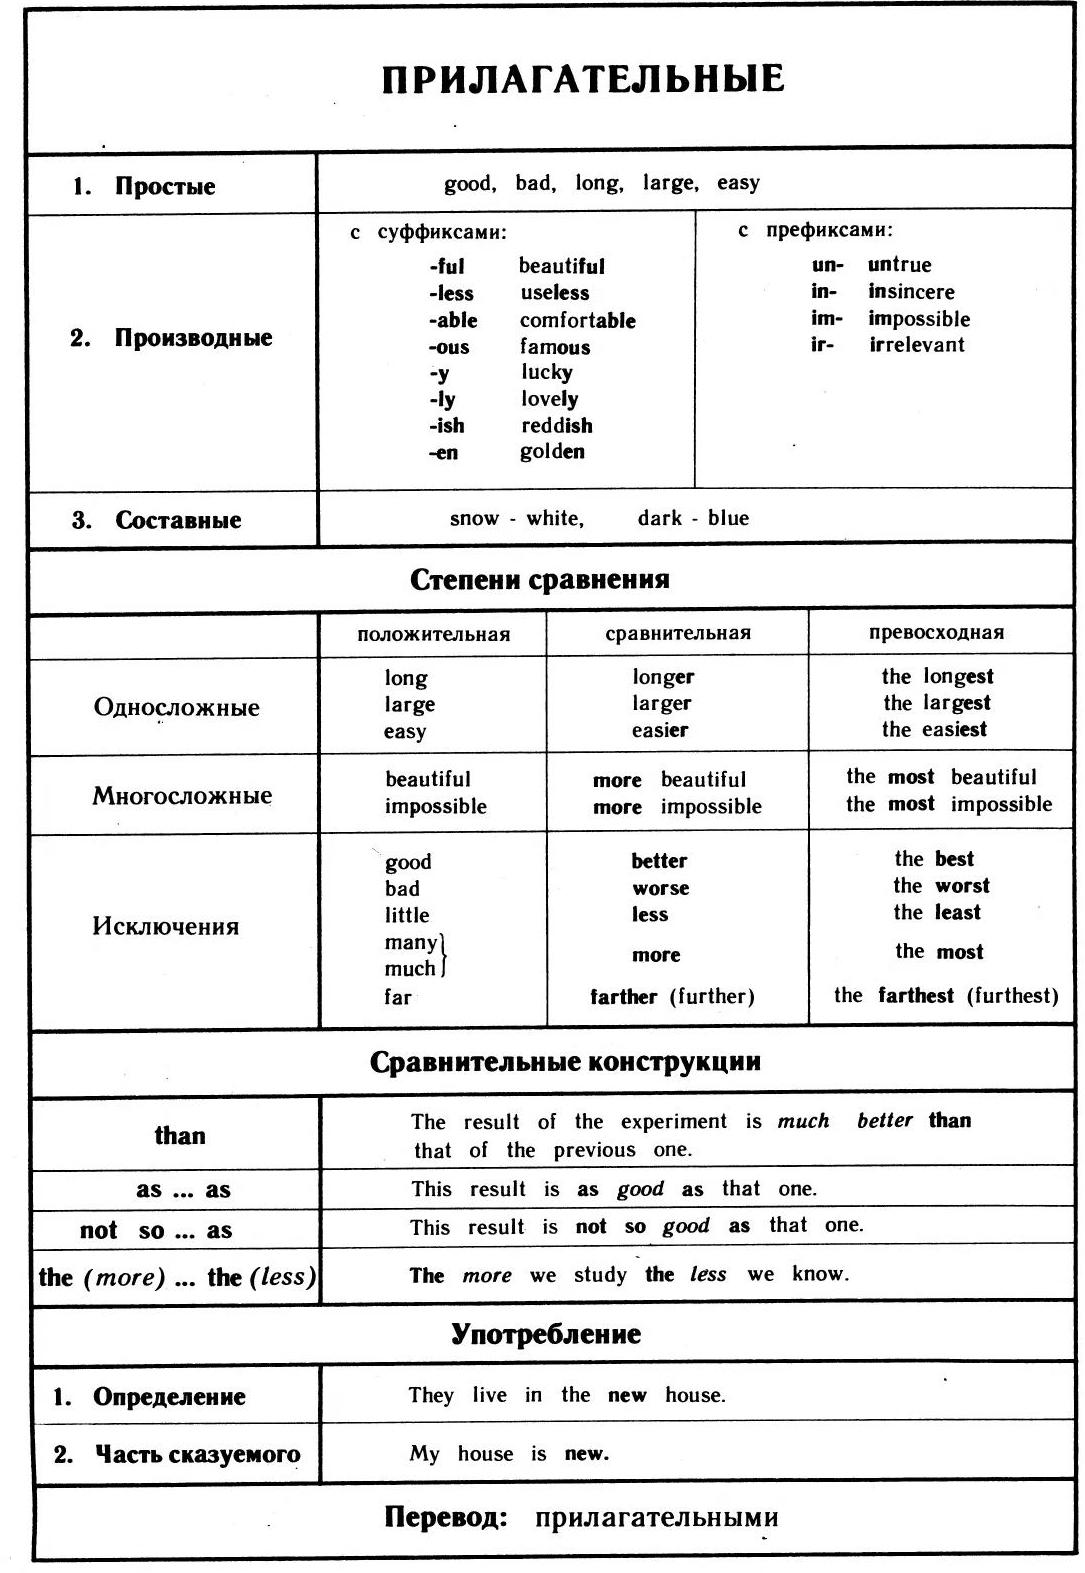 ПРИЛАГАТЕЛЬНЫЕ
1. Простые
good, bad, long, large, easy
2. Производные
с суффиксами:
-ful beautiful
-less useless
-able comfortable
-ous famous
-y lucky
-ly lovely
-ish reddish
-en golden
с префиксами:
un- untrue
in- insincere
im- impossible
ir- irrelevant
3. Составные
snow - white, dark - blue
Степени сравнения
положительная сравнительная превосходная
Односложные
long longer the longest
large larger the largest
easy easier the easiest
Многосложные
beautiful more beautiful the most beautiful
impossible more impossible the most impossible
Исключения
good better the best
bad worse the worst
little less the least
many
much } more the most
far farther (further) the farthest (furthest)
Сравнительные конструкции
than
The result of the experiment is much better than
that of the previous one.
as ... as This result is as good as that one.
not so ... as This result is not so good as that one.
the (more) ... the (less) The more we study the less we know.
Употребление
1. Определение They live in the new house.
2. Часть сказуемого My house is new.
Перевод: прилагательными